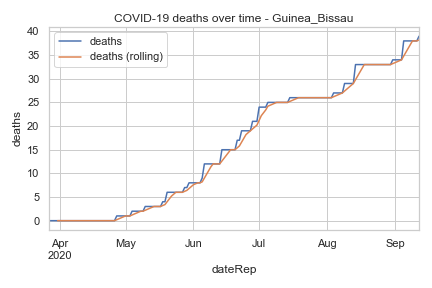 COVID-19 deaths over time - Guinea_Bissau
deaths
deaths (rolling)
40
35
30
25
20
15
10
5
0
deaths
Apr
2020
May
Jun
Jul
Aug
Sep
dateRep